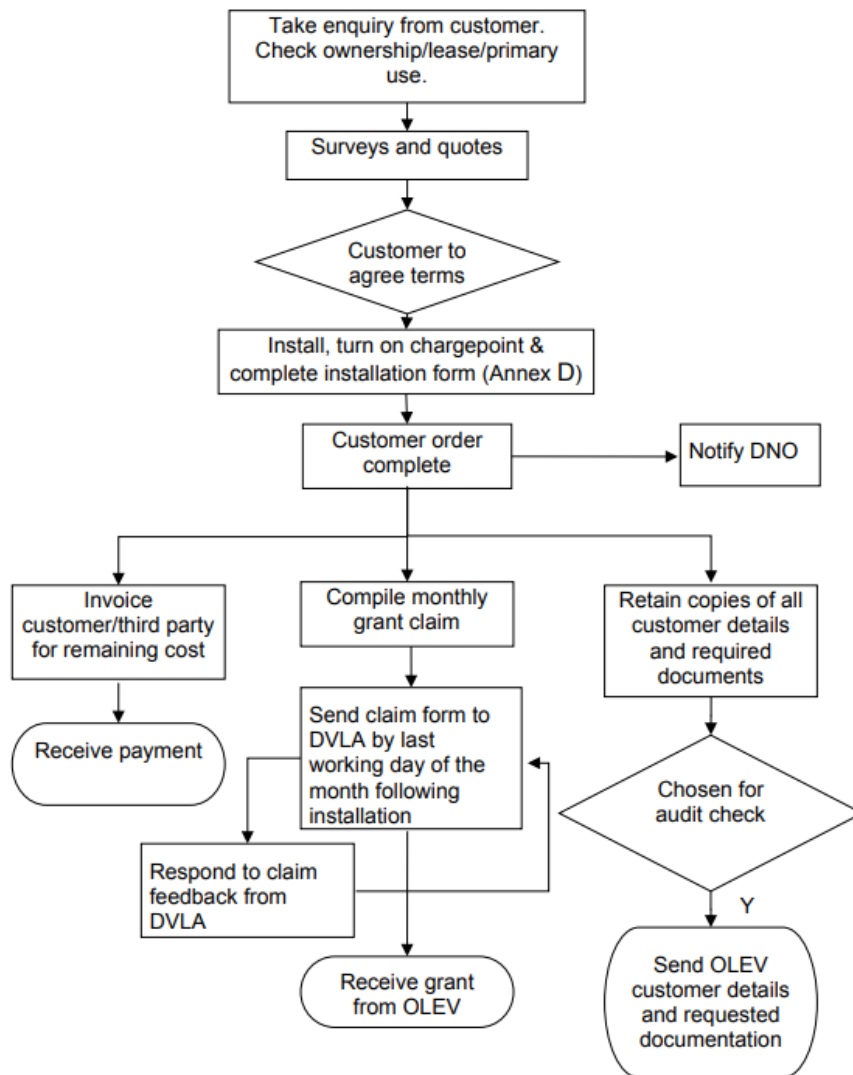 Take enquiry from customer.
Check ownership/lease/primary
use.
Surveys and quotes
Customer to
agree terms
Install, turn on chargepoint &
complete installation form (Annex D)
Customer order
complete
Notify DNO
Invoice
customer/third party
for remaining cost
Receive payment
Compile monthly
grant claim
Send claim form to
DVLA by last
working day of the
month following
installation
Respond to claim
feedback from
DVLA
Receive grant
from OLEV
Retain copies of all
customer details
and required
documents
Chosen for
audit check
Y
Send OLEV
customer details
and requested
documentation